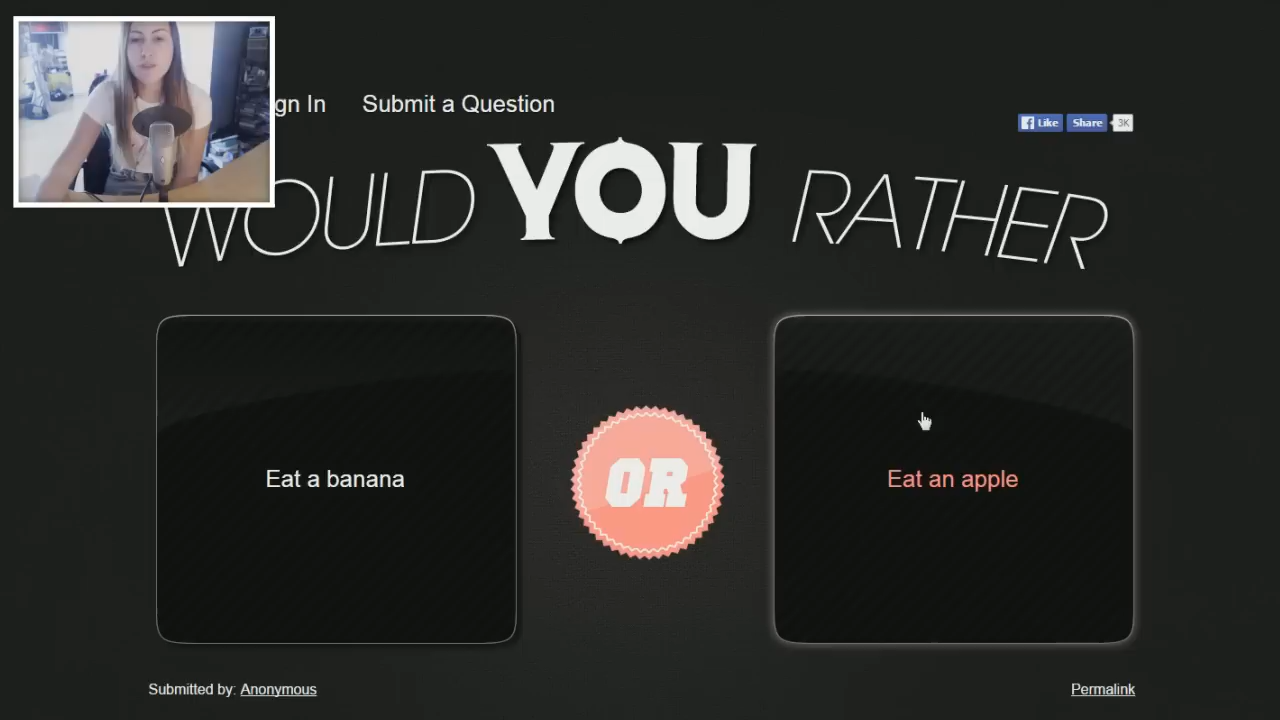 gn In
Submit a Question
Like
Share
3K
WOULD YOU RATHER
Eat a banana
OR
Eat an apple
Submitted by: Anonymous
Permalink